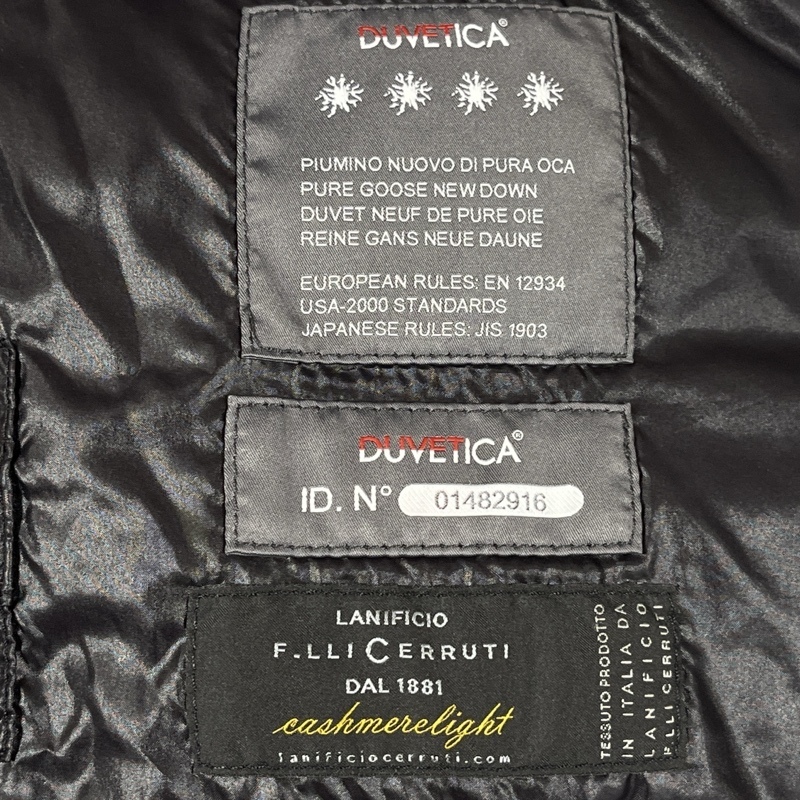 DUVETICA®
PIUMINO NUOVO DI PURA OCA
PURE GOOSE NEW DOWN
DUVET NEUF DE PURE OIE
REINE GANS NEUE DAUNE
EUROPEAN RULES: EN 12934
USA-2000 STANDARDS
JAPANESE RULES: JIS 1903
DUVETICA®
ID. N° 01482916
LANIFICIO
F.LLI CERRUTI
DAL 1881
cashmerelight
lanificiocerruti.com
TESSUTO PRODOTTO
IN ITALIA DA
LANIFICIO
F.LLI CERRUTI